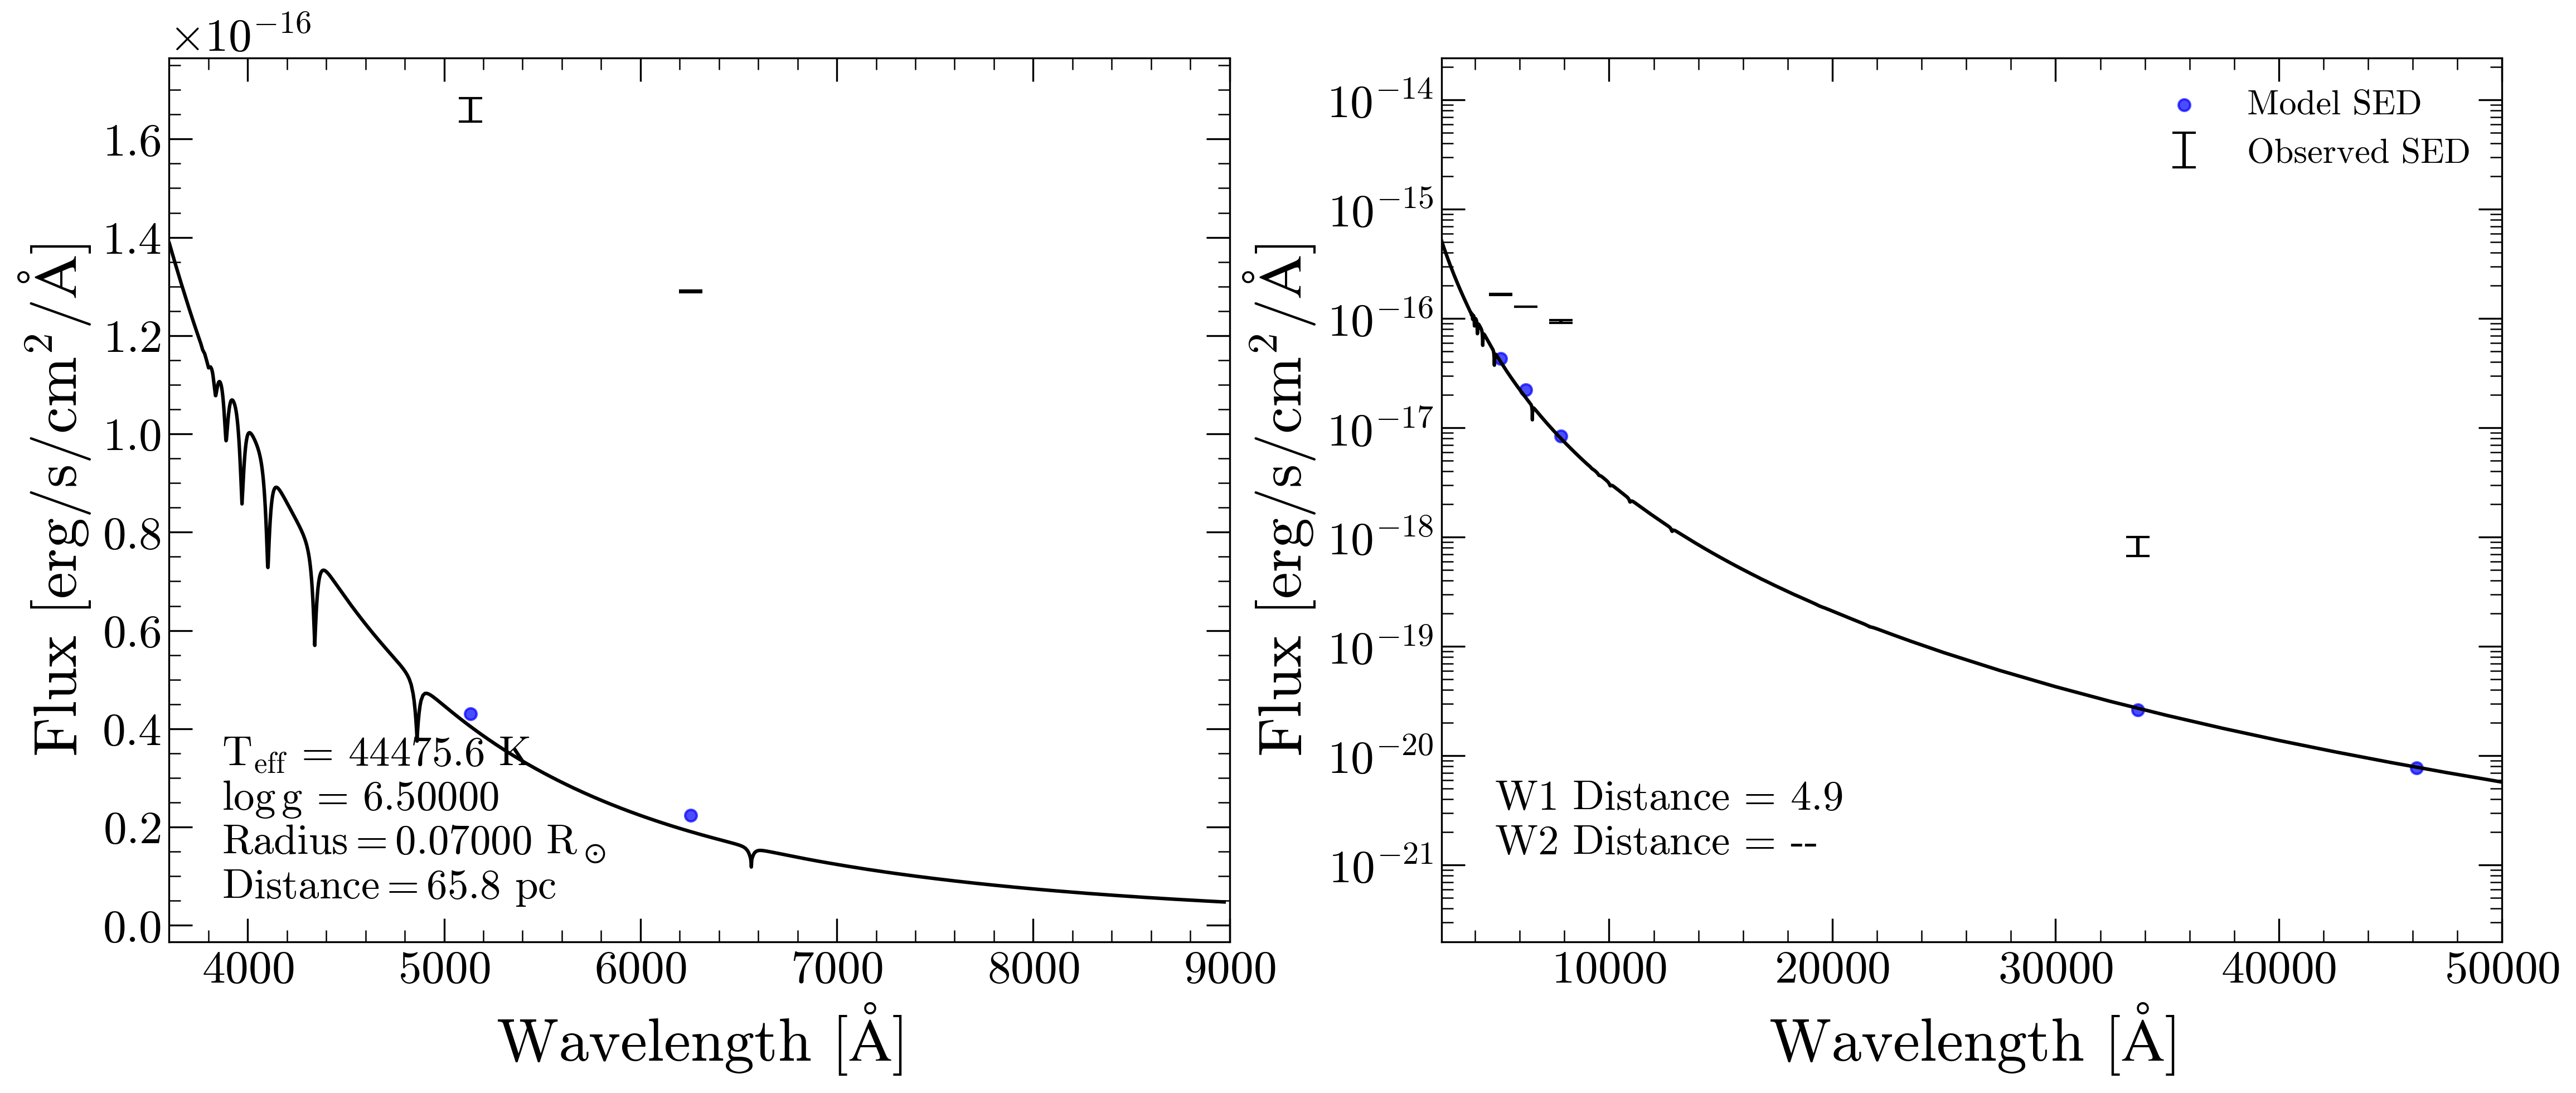 ×10⁻¹⁶
1.6
1.4
1.2
1.0
0.8
0.6
0.4
0.2
0.0
Flux [erg/s/cm²/Å]
T_eff = 44475.6 K
log g = 6.50000
Radius = 0.07000 R_⊙
Distance = 65.8 pc
4000 5000 6000 7000 8000 9000
Wavelength [Å]
10⁻¹⁴
10⁻¹⁵
10⁻¹⁶
10⁻¹⁷
10⁻¹⁸
10⁻¹⁹
10⁻²⁰
10⁻²¹
Flux [erg/s/cm²/Å]
Model SED
Observed SED
W1 Distance = 4.9
W2 Distance = --
10000 20000 30000 40000 50000
Wavelength [Å]